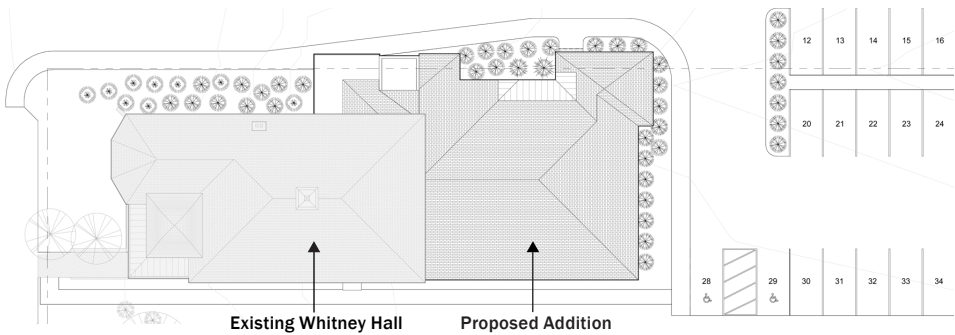 12 13 14 15 16
20 21 22 23 24
28 29 30 31 32 33 34
Existing Whitney Hall
Proposed Addition